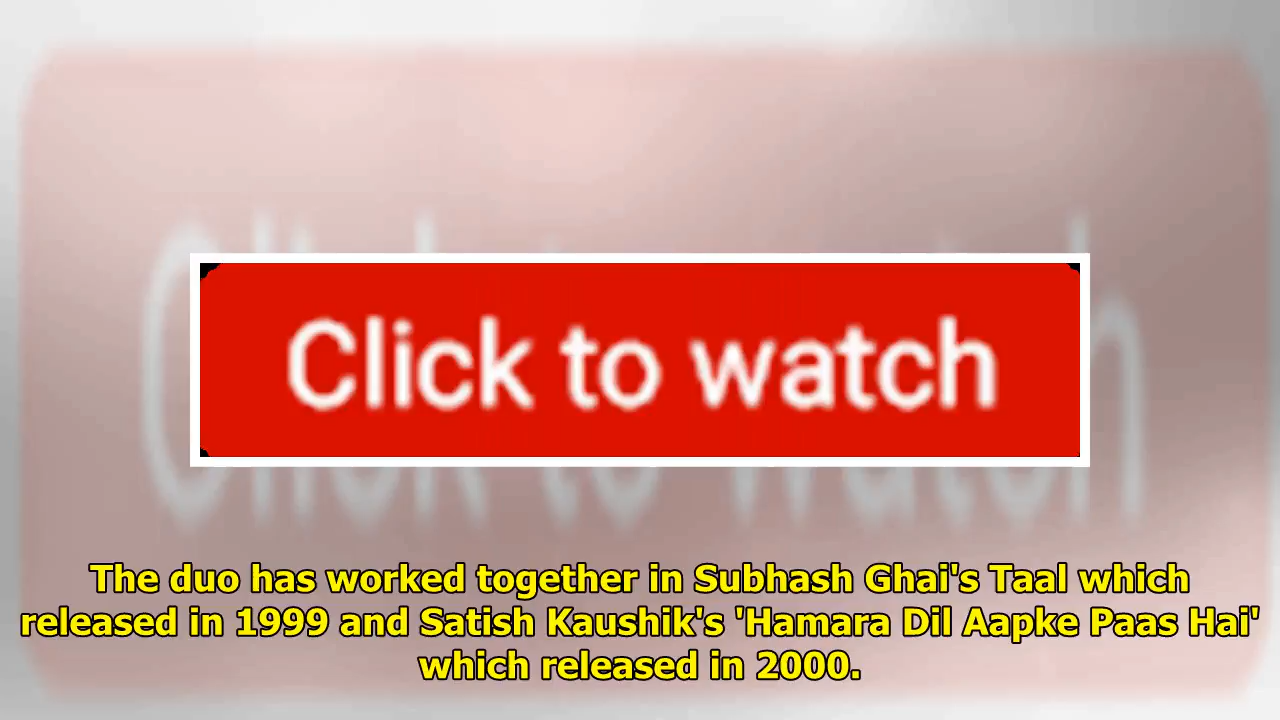 Click to watch
The duo has worked together in Subhash Ghai's Taal which
released in 1999 and Satish Kaushik's 'Hamara Dil Aapke Paas Hai'
which released in 2000.